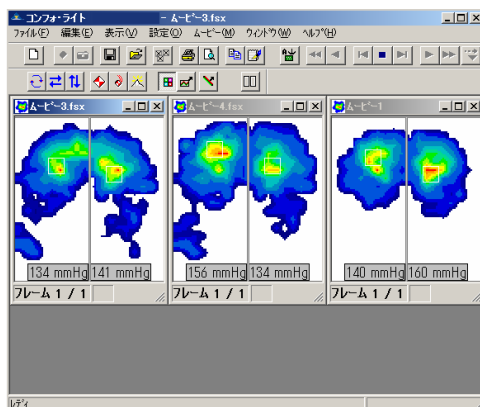 コンフォ・ライト - ムービー3.fsx
ファイル(F) 編集(E) 表示(V) 設定(O) ムービー(M) ウィンドウ(W) ヘルプ(H)
ムービー3.fsx
ムービー4.fsx
ムービー1
134 mmHg 141 mmHg
156 mmHg 134 mmHg
140 mmHg 160 mmHg
フレーム 1 / 1
フレーム 1 / 1
フレーム 1 / 1
レディ